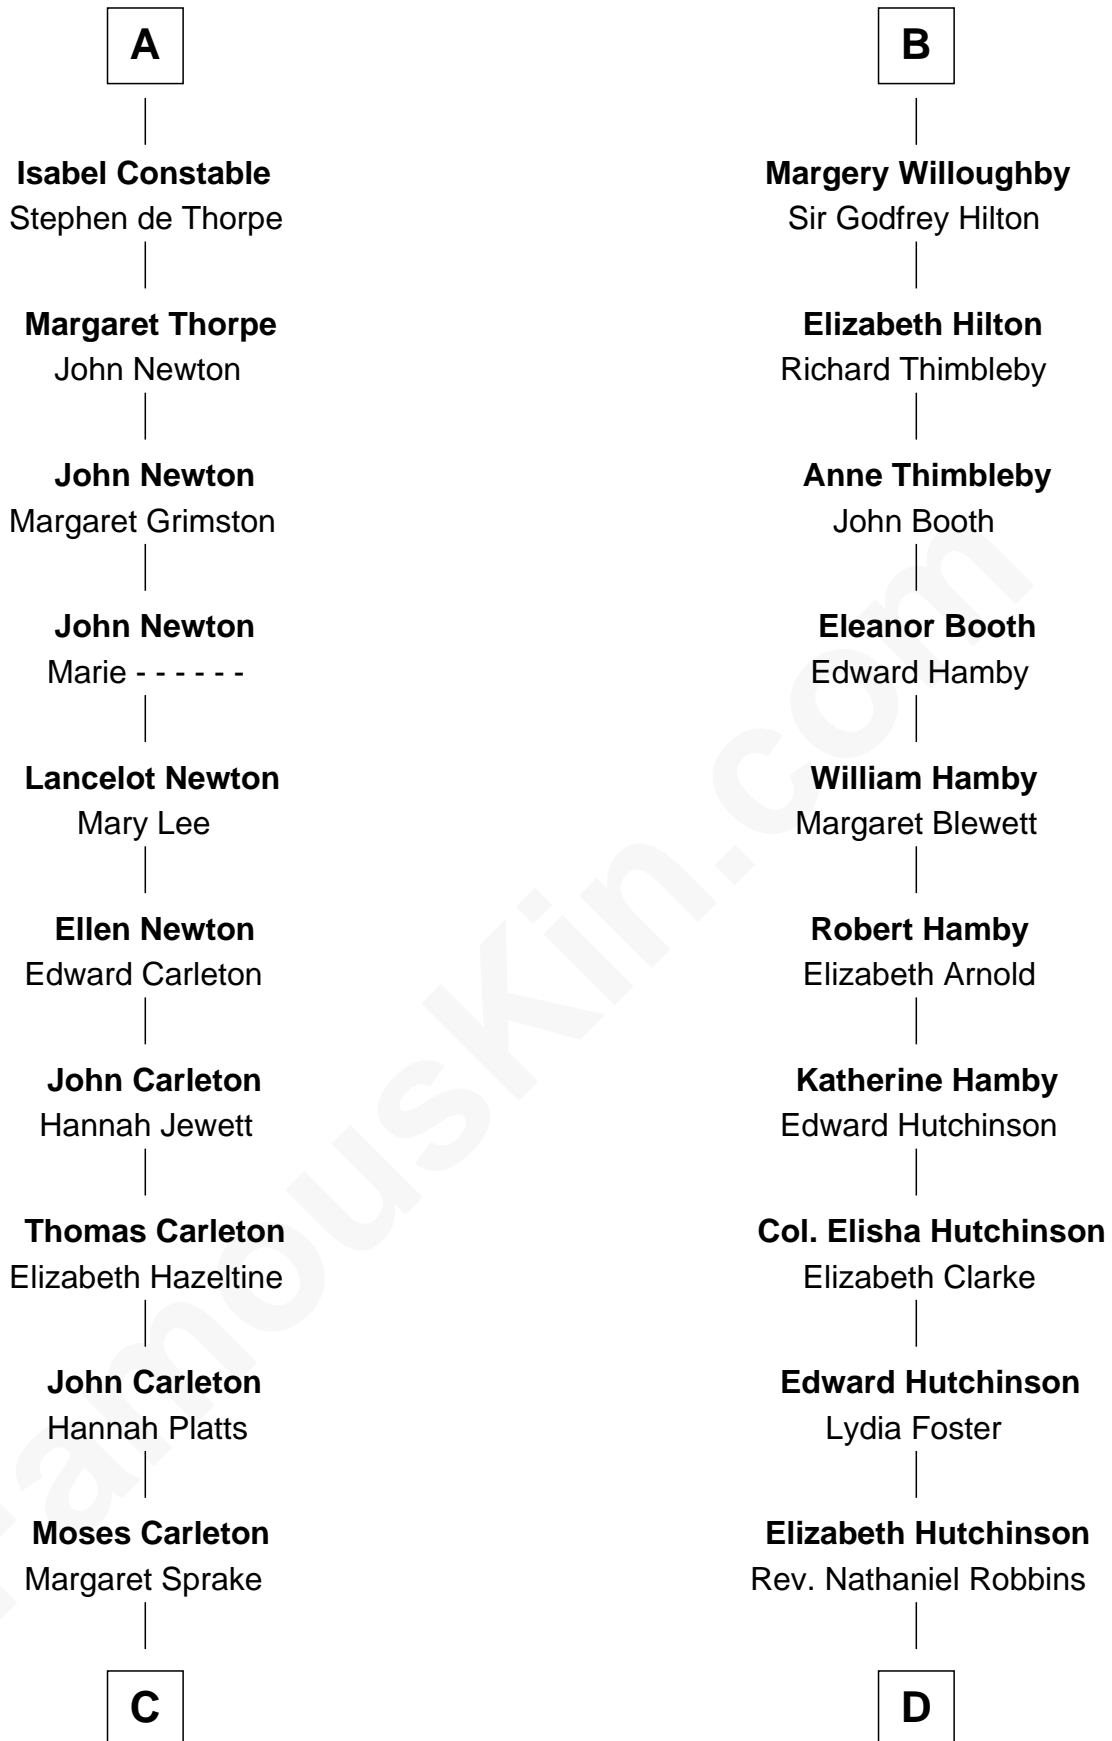 A
Isabel Constable
Stephen de Thorpe
Margaret Thorpe
John Newton
John Newton
Margaret Grimston
John Newton
Marie - - - - - -
Lancelot Newton
Mary Lee
Ellen Newton
Edward Carleton
John Carleton
Hannah Jewett
Thomas Carleton
Elizabeth Hazeltine
John Carleton
Hannah Platts
Moses Carleton
Margaret Sprake
C
B
Margery Willoughby
Sir Godfrey Hilton
Elizabeth Hilton
Richard Thimbleby
Anne Thimbleby
John Booth
Eleanor Booth
Edward Hamby
William Hamby
Margaret Blewett
Robert Hamby
Elizabeth Arnold
Katherine Hamby
Edward Hutchinson
Col. Elisha Hutchinson
Elizabeth Clarke
Edward Hutchinson
Lydia Foster
Elizabeth Hutchinson
Rev. Nathaniel Robbins
D
FamousKin.com